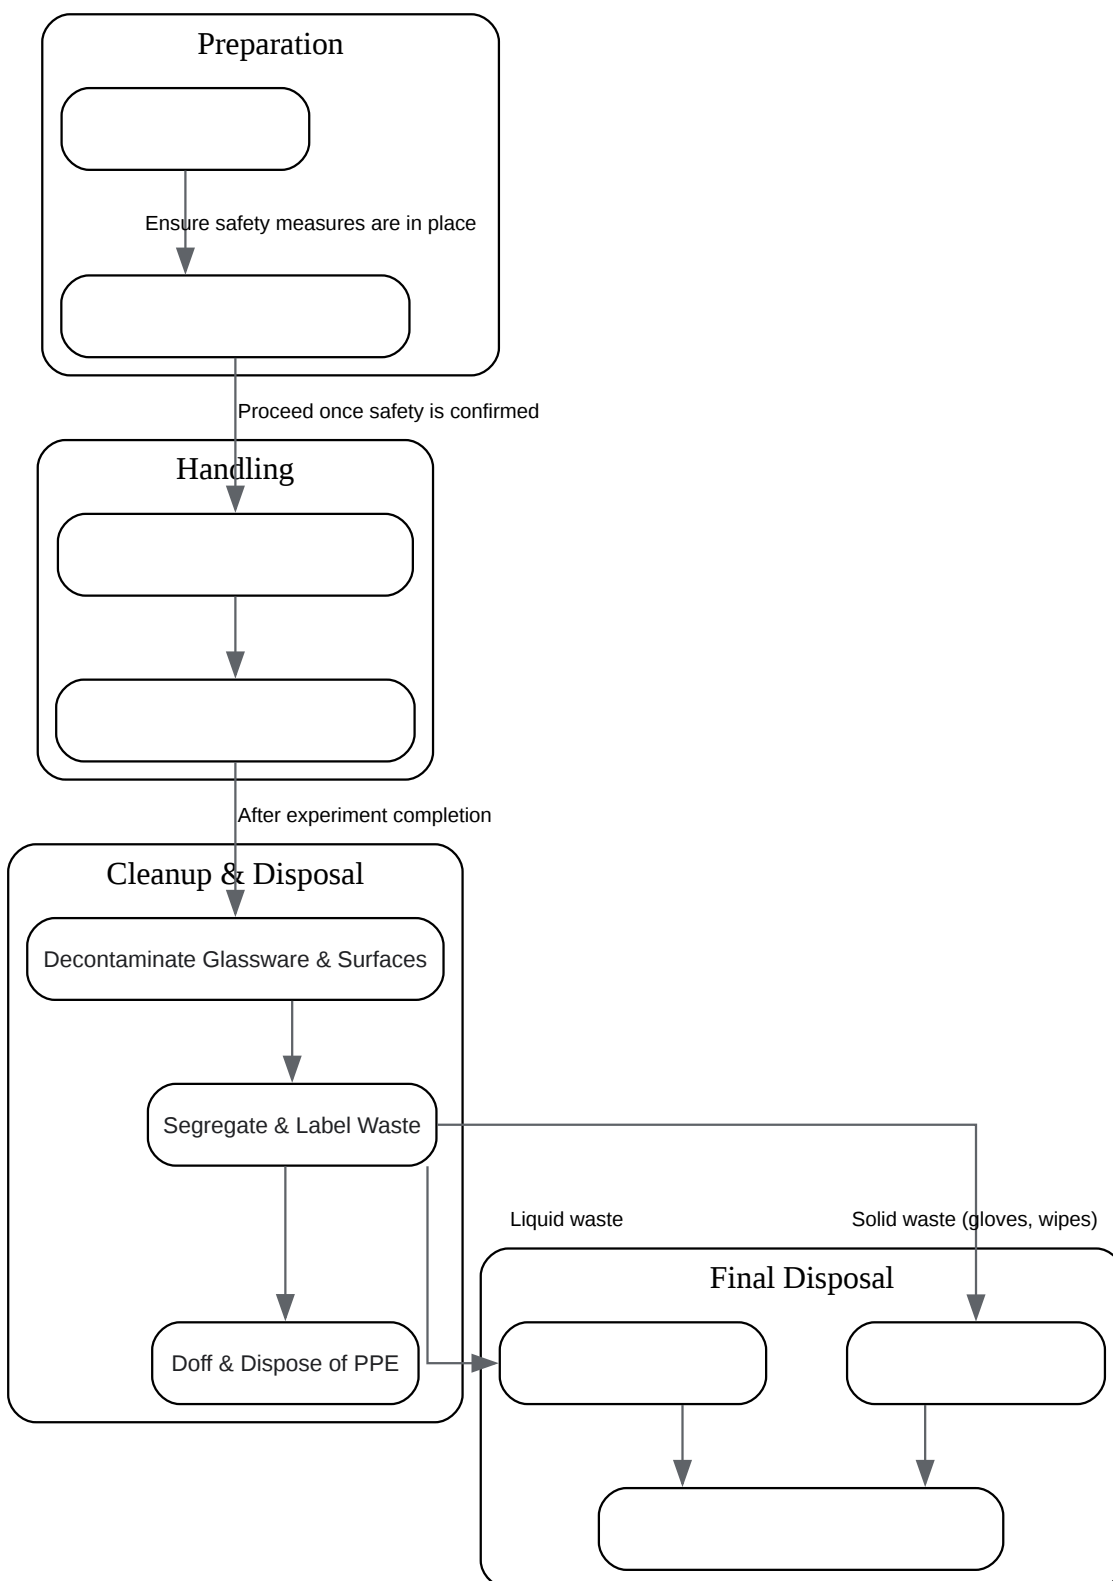 Preparation
Ensure safety measures are in place
Proceed once safety is confirmed
Handling
After experiment completion
Cleanup & Disposal
Decontaminate Glassware & Surfaces
Segregate & Label Waste
Liquid waste
Solid waste (gloves, wipes)
Final Disposal
Doff & Dispose of PPE